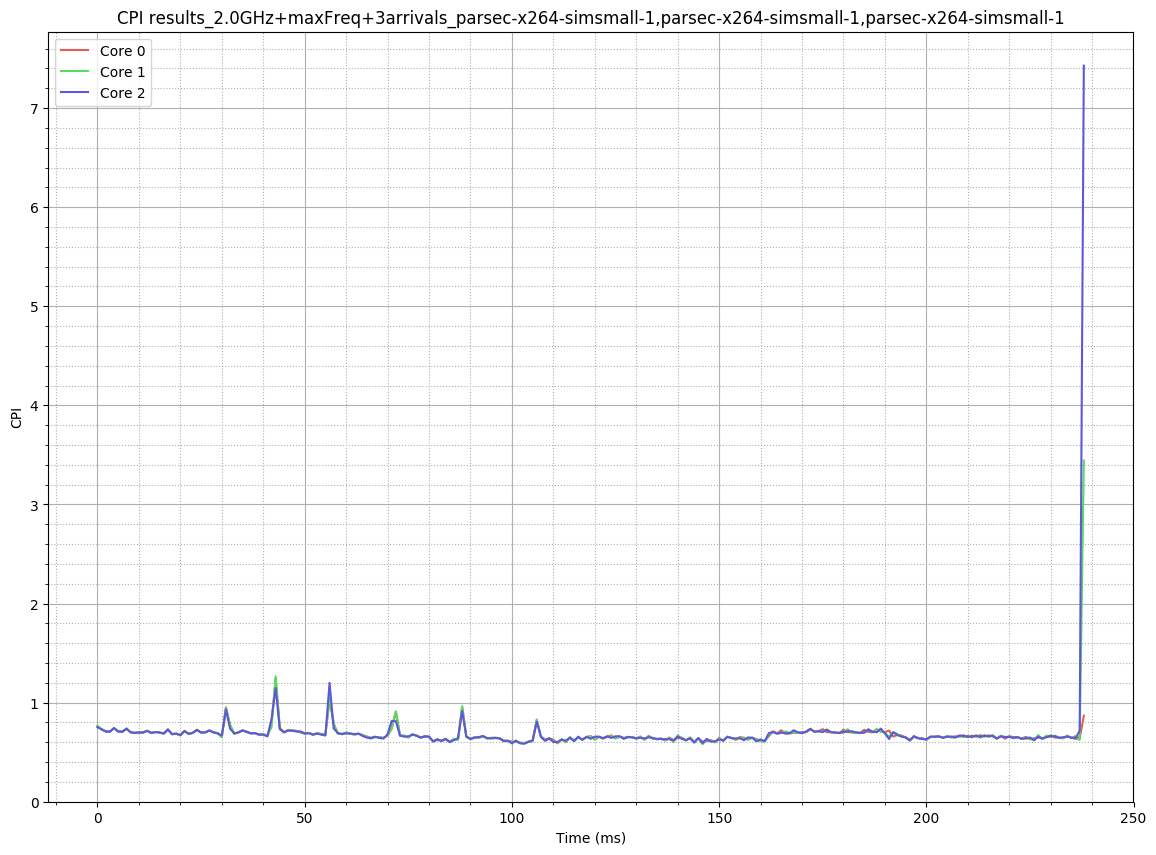 CPI results_2.0GHz+maxFreq+3arrivals_parsec-x264-simsmall-1,parsec-x264-simsmall-1,parsec-x264-simsmall-1
Core 0
Core 1
Core 2
7
6
5
4
3
2
1
0
CPI
0
50
100
150
200
250
Time (ms)